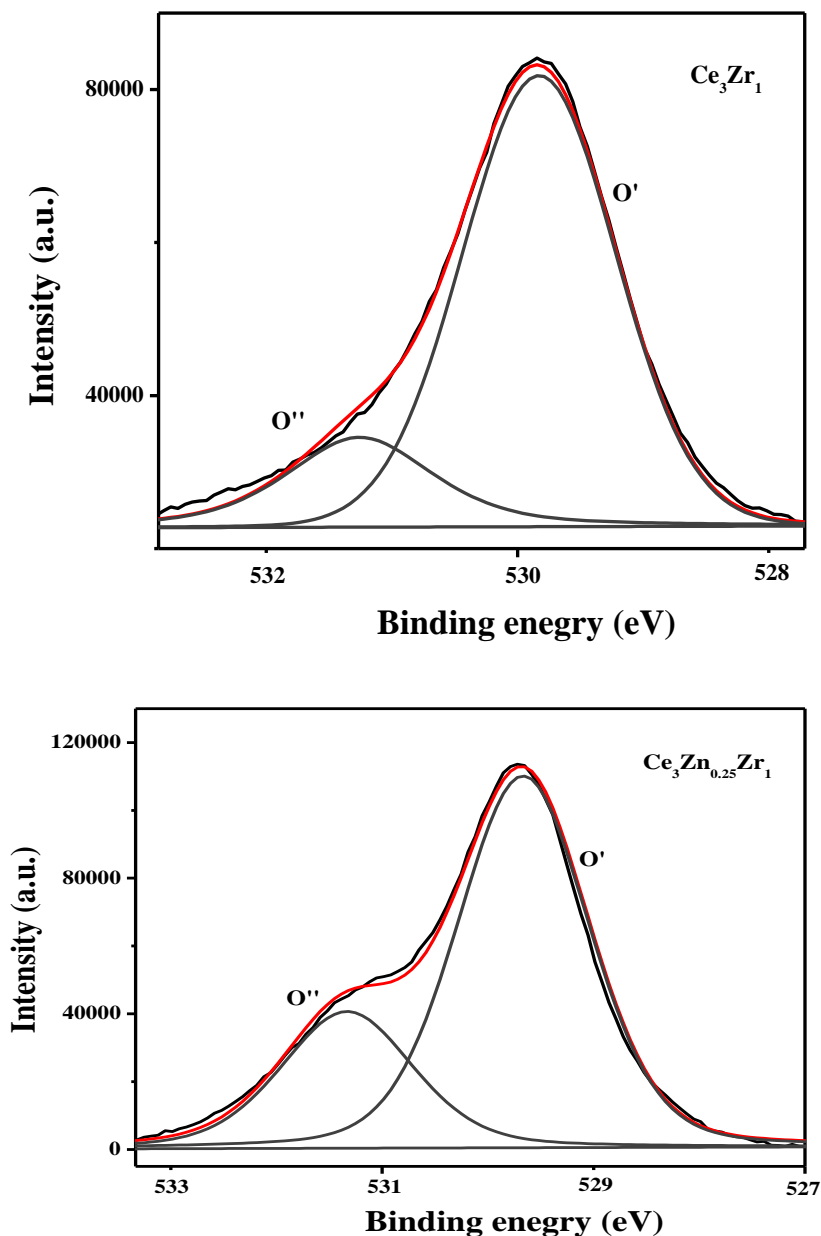 Ce₃Zr₁
80000
O'
Intensity (a.u.)
40000
O''
532
530
528
Binding enegry (eV)
120000
Ce₃Zn₀.₂₅Zr₁
80000
O'
Intensity (a.u.)
O''
40000
0
533
531
529
527
Binding enegry (eV)